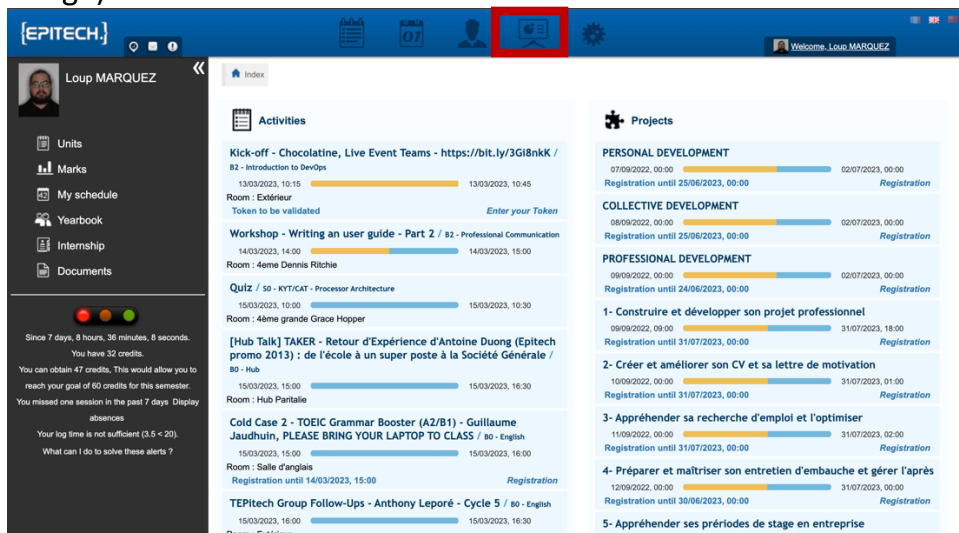 {EPITECH.}
01
Welcome, Loup MARQUEZ
Loup MARQUEZ
Units
Marks
42
My schedule
Yearbook
Internship
Documents
Since 7 days, 8 hours, 36 minutes, 8 seconds.
You have 32 credits.
You can obtain 47 credits, This would allow you to
reach your goal of 60 credits for this semester.
You missed one session in the past 7 days Display
absences
Your log time is not sufficient (3.5 < 20).
What can I do to solve these alerts ?
Index
Activities
Kick-off - Chocolatine, Live Event Teams - https://bit.ly/3Gi8nkK /
B2 - Introduction to DevOps
13/03/2023, 10:15 13/03/2023, 10:45
Room : Extérieur
Token to be validated Enter your Token
Workshop - Writing an user guide - Part 2 / B2 - Professional Communication
14/03/2023, 14:00 14/03/2023, 15:00
Room : 4eme Dennis Ritchie
Quiz / S0 - KYT/CAT - Processor Architecture
15/03/2023, 10:00 15/03/2023, 10:30
Room : 4ème grande Grace Hopper
[Hub Talk] TAKER - Retour d'Expérience d'Antoine Duong (Epitech
promo 2013) : de l'école à un super poste à la Société Générale /
B0 - Hub
15/03/2023, 15:00 15/03/2023, 16:30
Room : Hub Paritalie
Cold Case 2 - TOEIC Grammar Booster (A2/B1) - Guillaume
Jaudhuin, PLEASE BRING YOUR LAPTOP TO CLASS / B0 - English
15/03/2023, 15:00 15/03/2023, 16:00
Room : Salle d'anglais
Registration until 14/03/2023, 15:00 Registration
TEPitech Group Follow-Ups - Anthony Leporé - Cycle 5 / B0 - English
15/03/2023, 16:00 15/03/2023, 16:30
Projects
PERSONAL DEVELOPMENT
07/09/2022, 00:00 02/07/2023, 00:00
Registration until 25/06/2023, 00:00 Registration
COLLECTIVE DEVELOPMENT
08/09/2022, 00:00 02/07/2023, 00:00
Registration until 25/06/2023, 00:00 Registration
PROFESSIONAL DEVELOPMENT
09/09/2022, 00:00 02/07/2023, 00:00
Registration until 24/06/2023, 00:00 Registration
1- Construire et développer son projet professionnel
09/09/2022, 09:00 31/07/2023, 18:00
Registration until 31/07/2023, 00:00 Registration
2- Créer et améliorer son CV et sa lettre de motivation
10/09/2022, 00:00 31/07/2023, 01:00
Registration until 31/07/2023, 00:00 Registration
3- Appréhender sa recherche d'emploi et l'optimiser
11/09/2022, 00:00 31/07/2023, 02:00
Registration until 31/07/2023, 00:00 Registration
4- Préparer et maîtriser son entretien d'embauche et gérer l'après
12/09/2022, 00:00 31/07/2023, 00:00
Registration until 30/06/2023, 00:00 Registration
5- Appréhender ses prériodes de stage en entreprise